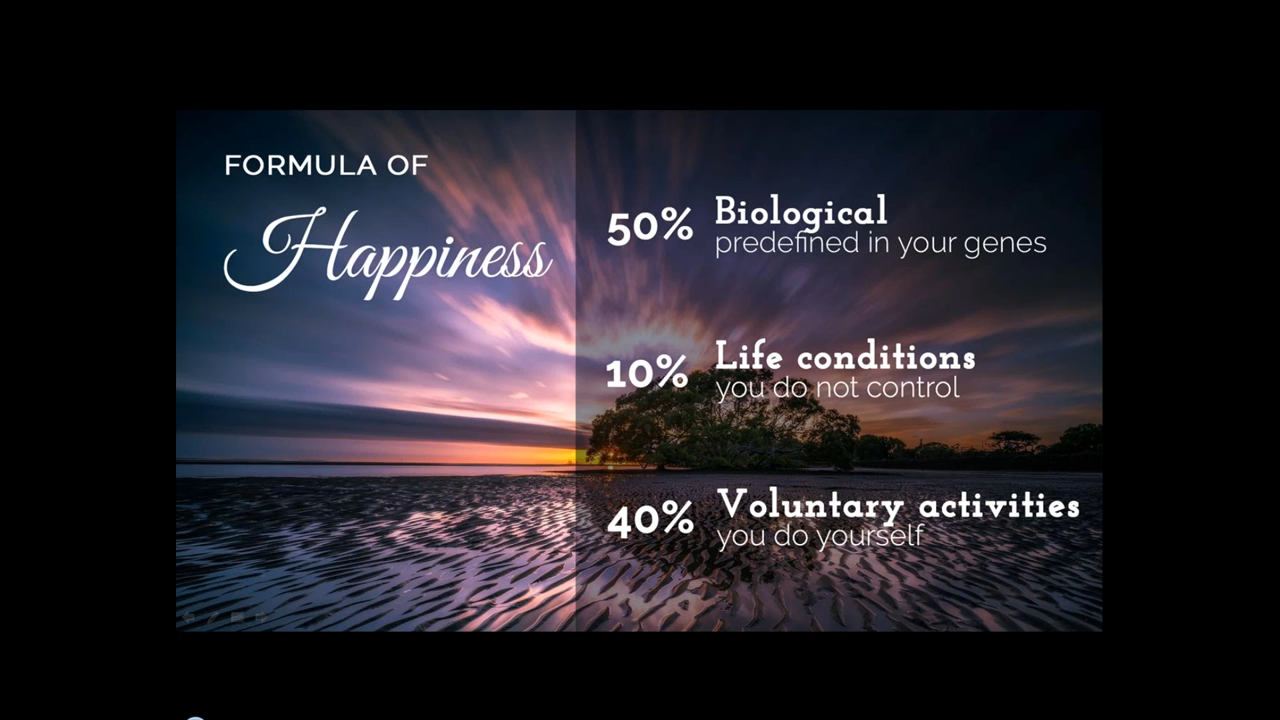 FORMULA OF
Happiness
50% Biological
predefined in your genes
10% Life conditions
you do not control
40% Voluntary activities
you do yourself